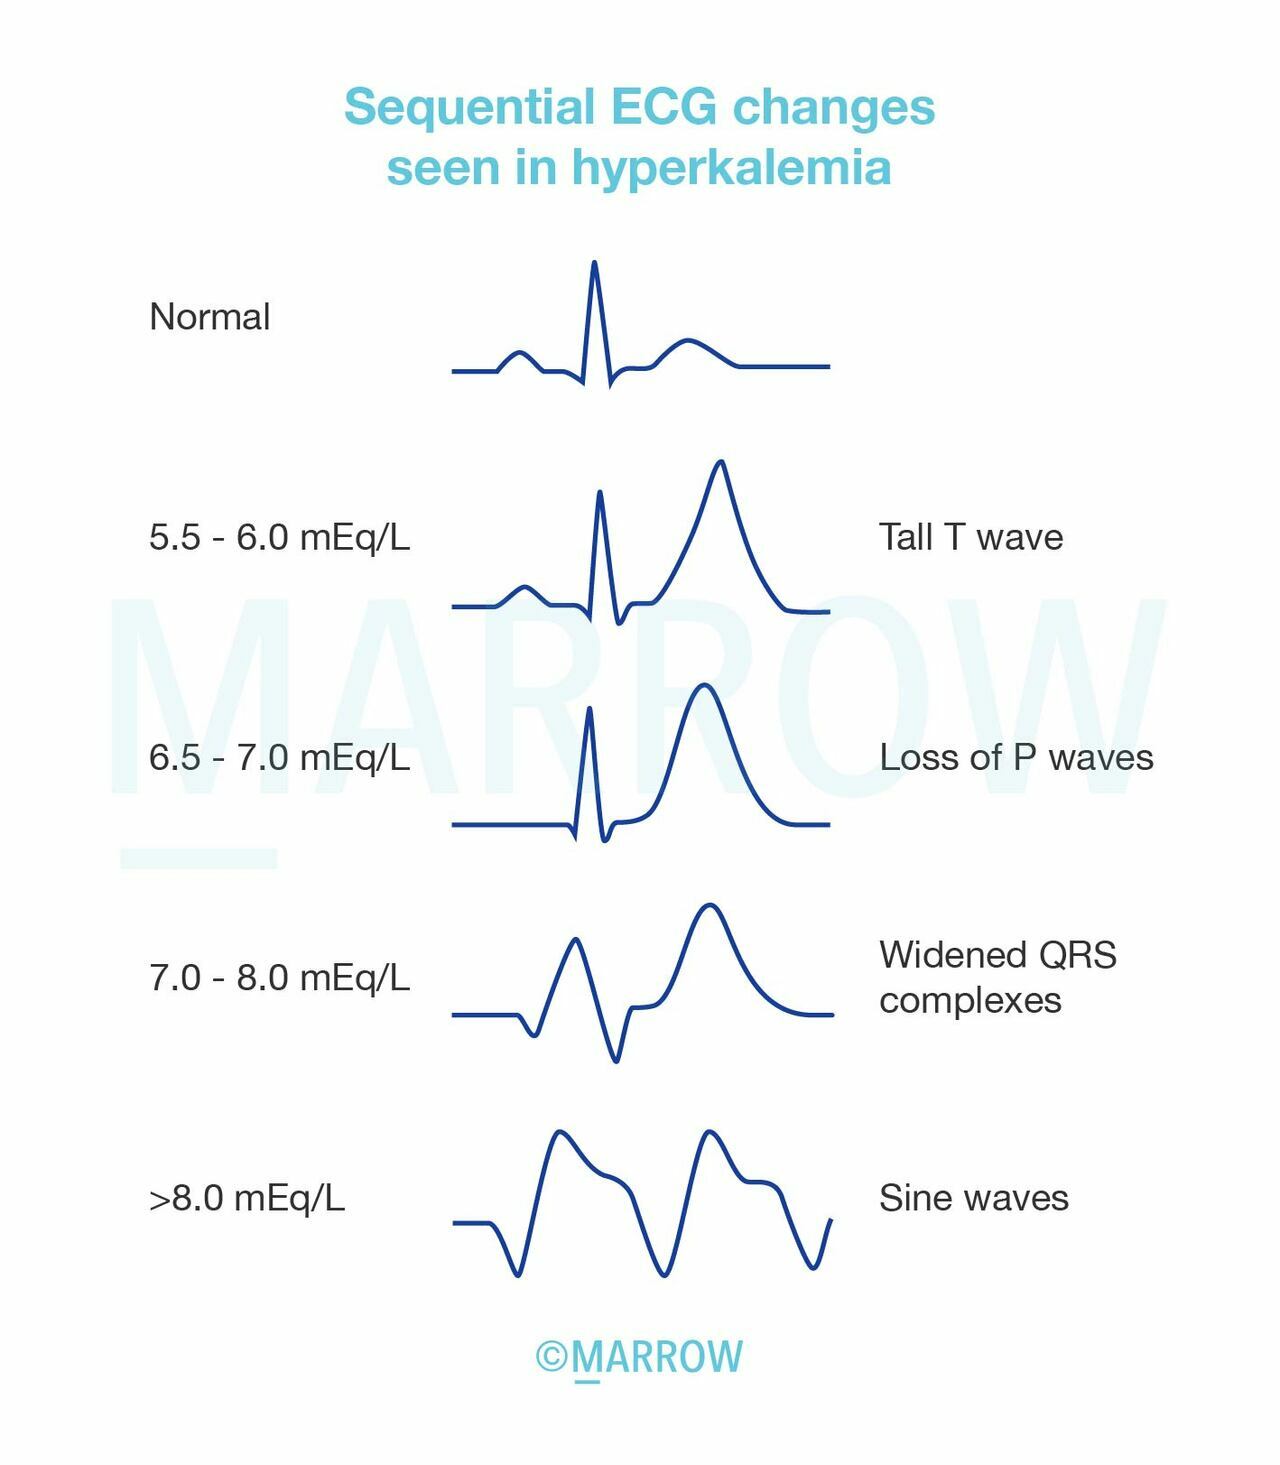 Sequential ECG changes
seen in hyperkalemia
Normal
5.5 - 6.0 mEq/L
Tall T wave
MARROW
6.5 - 7.0 mEq/L
Loss of P waves
7.0 - 8.0 mEq/L
Widened QRS
complexes
>8.0 mEq/L
Sine waves
©MARROW